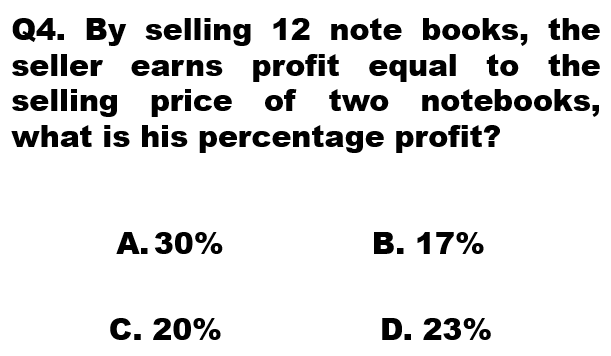 Q4. By selling 12 note books, the
seller earns profit equal to the
selling price of two notebooks,
what is his percentage profit?
A. 30% B. 17%
C. 20% D. 23%